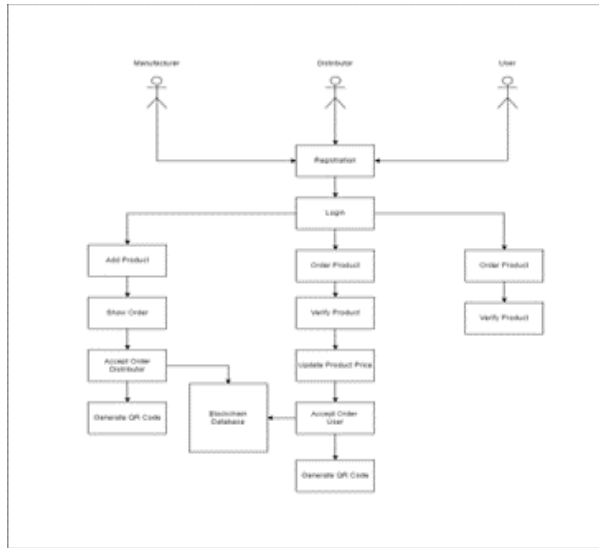 Manufacturer
Distributor
User
Registration
Login
Add Product
Order Product
Order Product
Show Order
Verify Product
Verify Product
Accept Order
Distributor
Update Product Price
Generate QR Code
Blockchain
Database
Accept Order
User
Generate QR Code